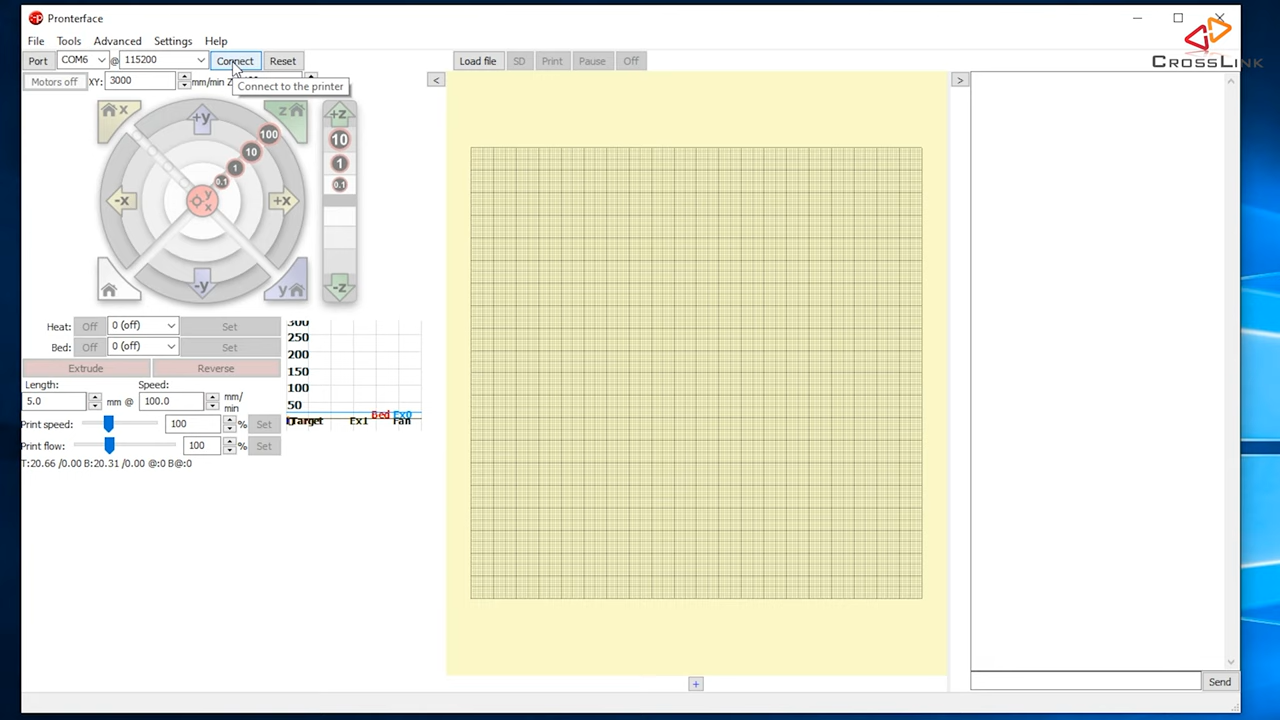 Pronterface
File Tools Advanced Settings Help
Port COM6 @ 115200 Connect Reset Load file SD Print Pause Off
CROSSLINK
Motors off XY: 3000 mm/min Z
Connect to the printer
< >
x +y z +z
100 10
10 1
1 0.1
0.1
-x y x +x
-y y -z
Heat: Off 0 (off) Set
Bed: Off 0 (off) Set
Extrude Reverse
Length: Speed:
5.0 mm @ 100.0 mm/
min
Print speed: 100 % Set
Print flow: 100 % Set
T:20.66 /0.00 B:20.31 /0.00 @:0 B@:0
300
250
200
150
100
50
Bed Ex0
Target Ex1 Fan
+
Send